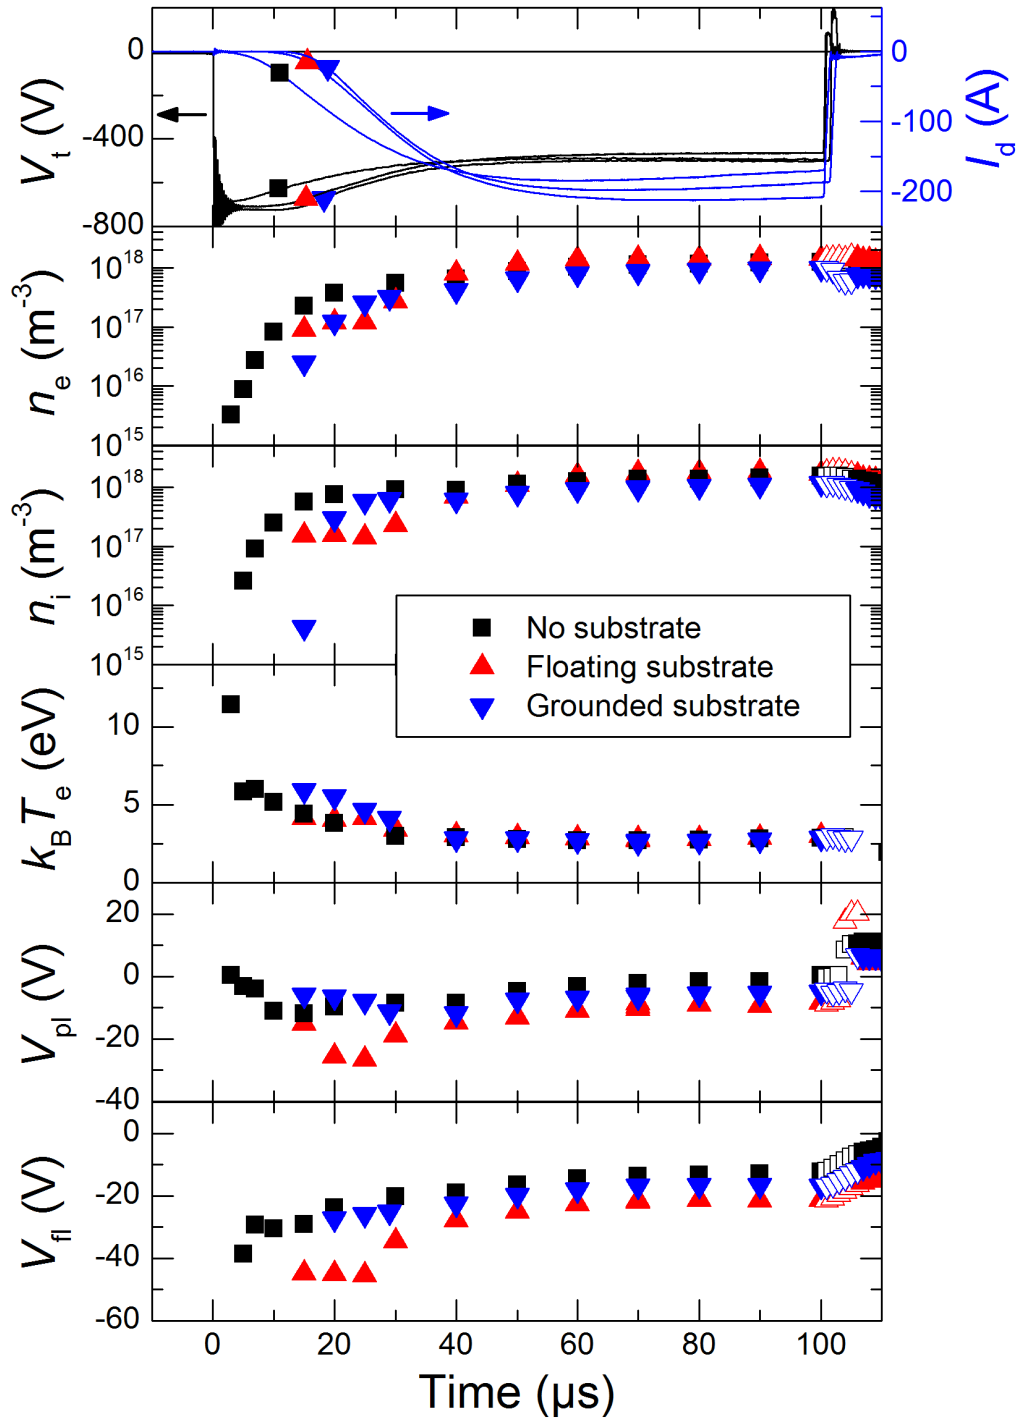 0
-400
-800
V_t (V)
0
-100
-200
I_d (A)
10^18
10^17
10^16
10^15
n_e (m^-3)
10^18
10^17
10^16
10^15
n_i (m^-3)
No substrate
Floating substrate
Grounded substrate
10
5
0
k_BT_e (eV)
20
0
-20
-40
V_pl (V)
0
-20
-40
-60
V_fl (V)
0 20 40 60 80 100
Time (µs)